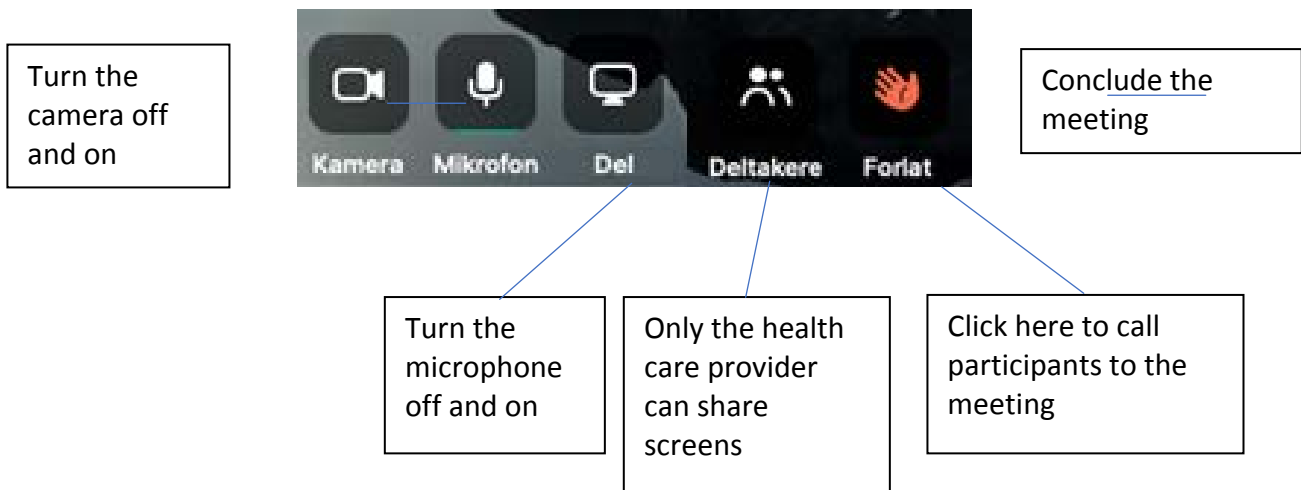 Turn the
camera off
and on
Kamera Mikrofon Del Deltakere Forlat
Conclude the
meeting
Turn the
microphone
off and on
Only the health
care provider
can share
screens
Click here to call
participants to the
meeting